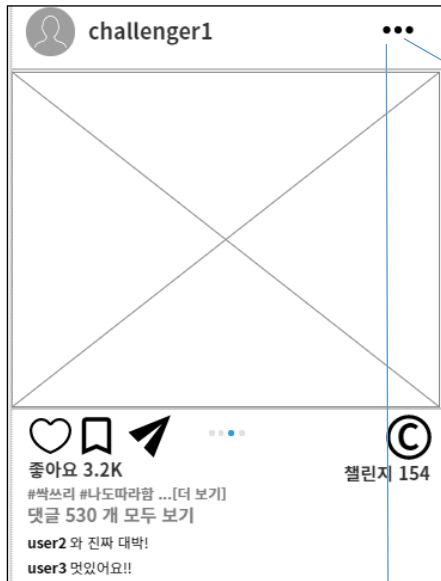 challenger1
좋아요 3.2K
챌린지 154
#싹쓰리 #나도따라함 ...[더 보기]
댓글 530 개 모두 보기
user2 와 진짜 대박!
user3 멋있어요!!